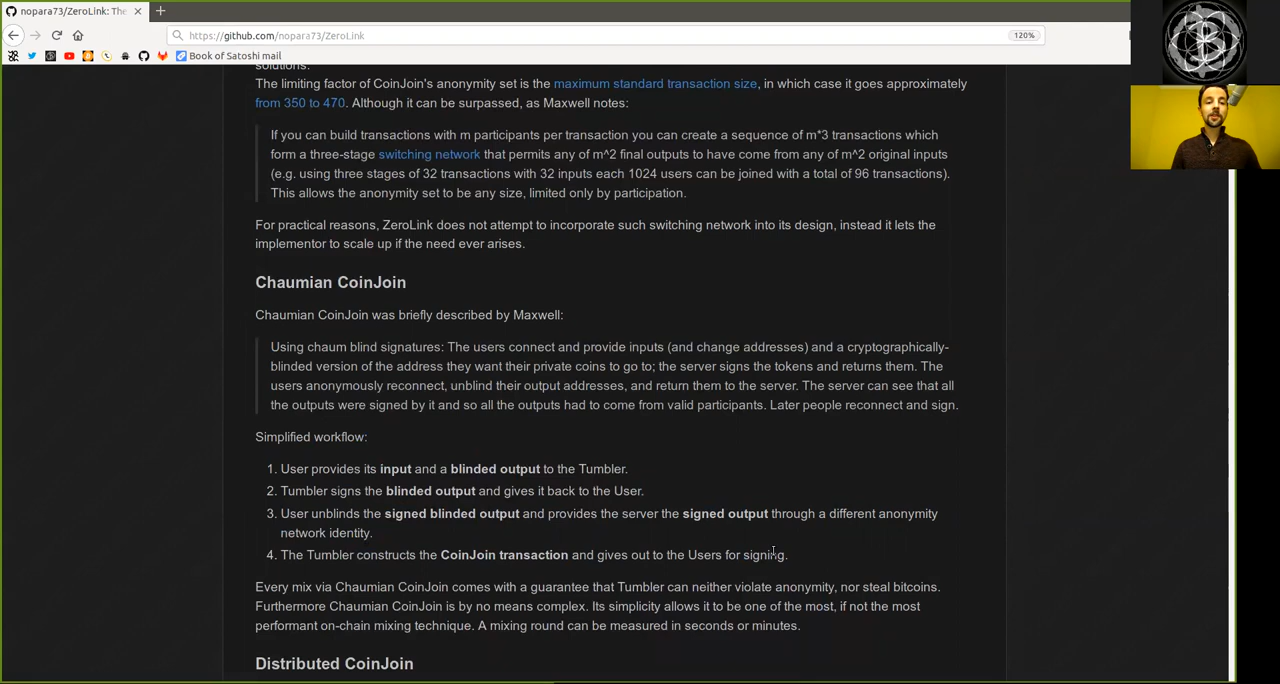 nopara73/ZeroLink: The
https://github.com/nopara73/ZeroLink
120%
Book of Satoshi mail
solutions.
The limiting factor of CoinJoin's anonymity set is the maximum standard transaction size, in which case it goes approximately
from 350 to 470. Although it can be surpassed, as Maxwell notes:
If you can build transactions with m participants per transaction you can create a sequence of m*3 transactions which
form a three-stage switching network that permits any of m^2 final outputs to have come from any of m^2 original inputs
(e.g. using three stages of 32 transactions with 32 inputs each 1024 users can be joined with a total of 96 transactions).
This allows the anonymity set to be any size, limited only by participation.
For practical reasons, ZeroLink does not attempt to incorporate such switching network into its design, instead it lets the
implementor to scale up if the need ever arises.
Chaumian CoinJoin
Chaumian CoinJoin was briefly described by Maxwell:
Using chaum blind signatures: The users connect and provide inputs (and change addresses) and a cryptographically-
blinded version of the address they want their private coins to go to; the server signs the tokens and returns them. The
users anonymously reconnect, unblind their output addresses, and return them to the server. The server can see that all
the outputs were signed by it and so all the outputs had to come from valid participants. Later people reconnect and sign.
Simplified workflow:
1. User provides its input and a blinded output to the Tumbler.
2. Tumbler signs the blinded output and gives it back to the User.
3. User unblinds the signed blinded output and provides the server the signed output through a different anonymity
network identity.
4. The Tumbler constructs the CoinJoin transaction and gives out to the Users for signing.
Every mix via Chaumian CoinJoin comes with a guarantee that Tumbler can neither violate anonymity, nor steal bitcoins.
Furthermore Chaumian CoinJoin is by no means complex. Its simplicity allows it to be one of the most, if not the most
performant on-chain mixing technique. A mixing round can be measured in seconds or minutes.
Distributed CoinJoin